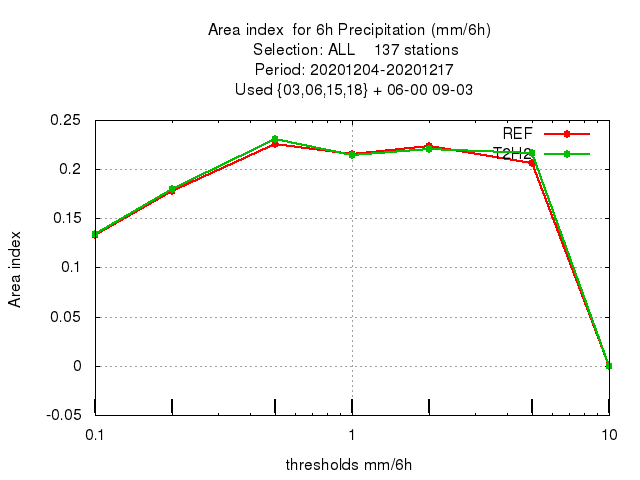 Area index  for 6h Precipitation (mm/6h)
Selection: ALL    137 stations
Period: 20201204-20201217
Used {03,06,15,18} + 06-00 09-03
0.25
REF
T2H2
0.2
0.15
0.1
0.05
0
-0.05
Area index
0.1
1
10
thresholds mm/6h